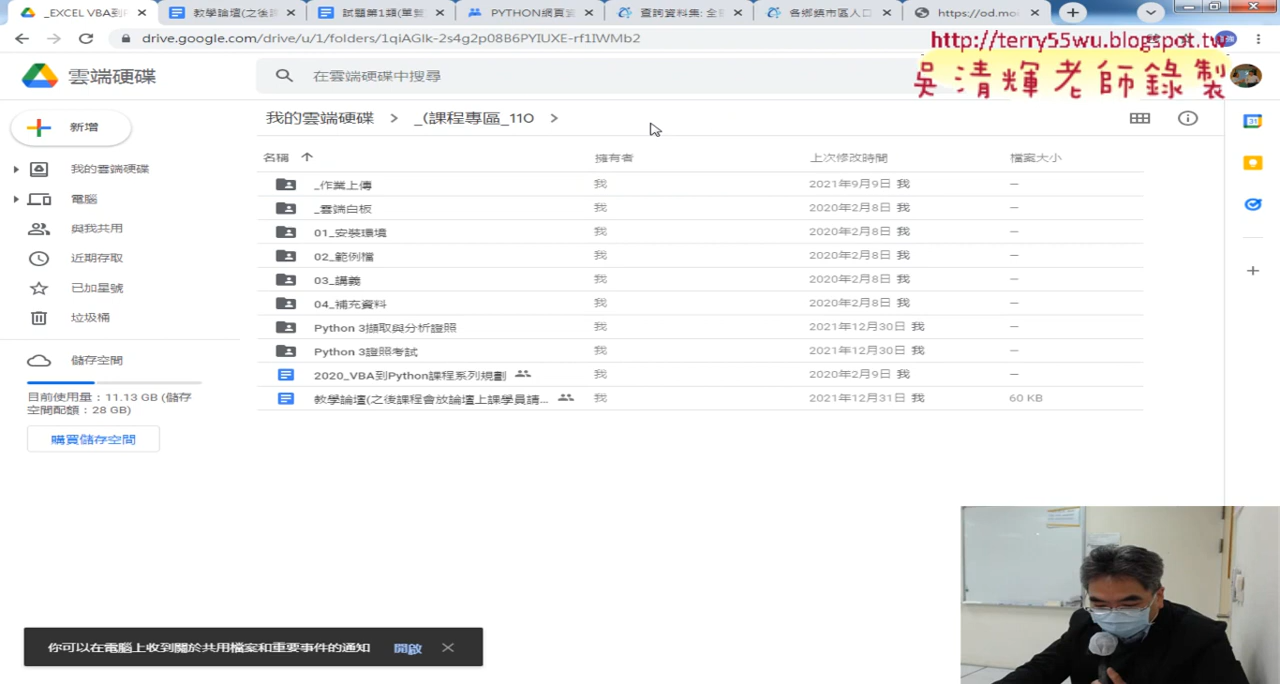 _EXCEL VBA到P
教學論壇(之後
試題第1類(單
PYTHON網頁
查詢資料集: 全
各鄉鎮市區人口
https://od.moi
drive.google.com/drive/u/1/folders/1qiAGlk-2s4g2p08B6PYIUXE-rf1IWMb2
http://terry55wu.blogspot.tw
吳清輝老師錄製
雲端硬碟
在雲端硬碟中搜尋
新增
我的雲端硬碟 > _(課程專區_110 >
名稱 擁有者 上次修改時間 檔案大小
我的雲端硬碟
電腦
與我共用
近期存取
已加星號
垃圾桶
儲存空間
目前使用量：11.13 GB (儲存
空間配額：28 GB)
購買儲存空間
_作業上傳 我 2021年9月9日 我 —
_雲端白板 我 2020年2月8日 我 —
01_安裝環境 我 2020年2月8日 我 —
02_範例檔 我 2020年2月8日 我 —
03_講義 我 2020年2月8日 我 —
04_補充資料 我 2020年2月8日 我 —
Python 3擷取與分析證照 我 2021年12月30日 我 —
Python 3證照考試 我 2021年12月30日 我 —
2020_VBA到Python課程系列規劃 我 2020年2月9日 我 —
教學論壇(之後課程會放論壇上課學員請... 我 2021年12月31日 我 60 KB
31
你可以在電腦上收到關於共用檔案和重要事件的通知 開啟